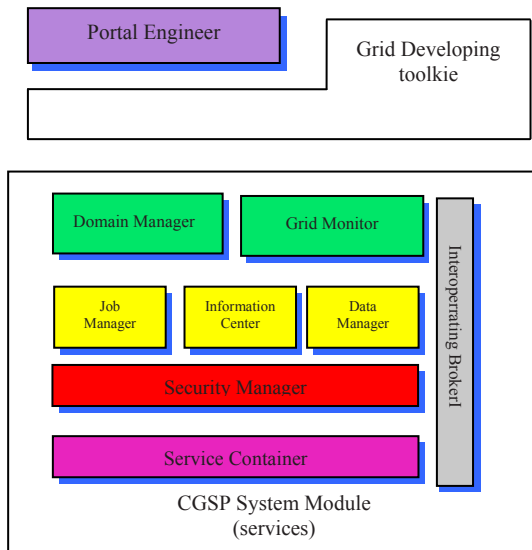 Portal Engineer
Grid Developing
toolkie
Domain Manager
Grid Monitor
Interoperrating BrokerI
Job
Manager
Information
Center
Data
Manager
Security Manager
Service Container
CGSP System Module
(services)